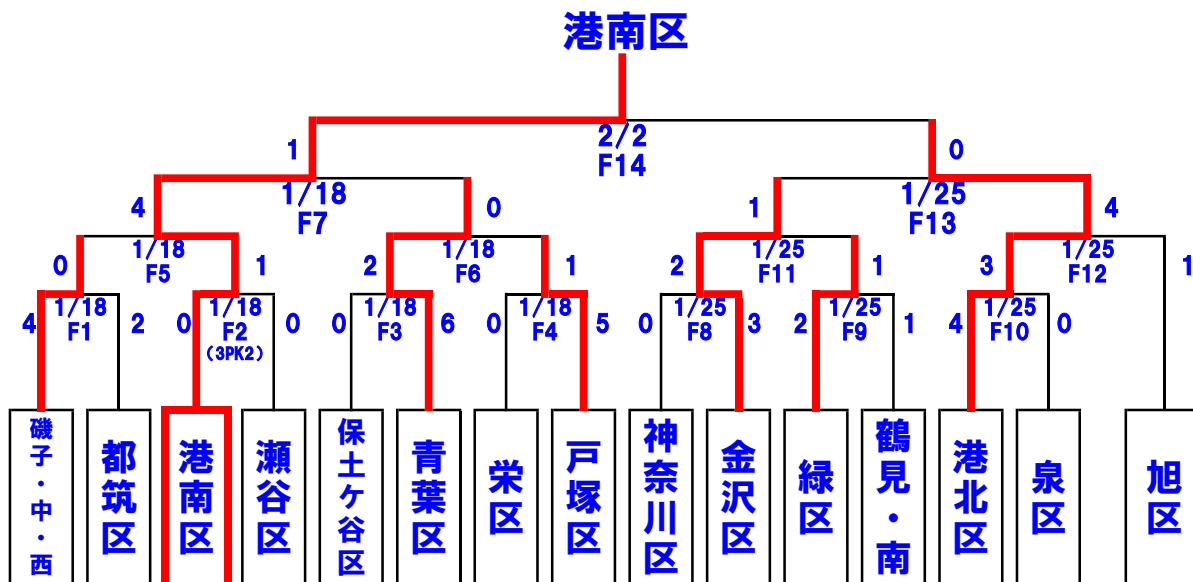 港南区
2/2
F14
1
0
1/18
F7
1/25
F13
4
0
1
4
1/18
F5
1/18
F6
1/25
F11
1/25
F12
0
1
2
1
2
1
3
1
1/18
F1
1/18
F2
(3PK2)
1/18
F3
1/18
F4
1/25
F8
1/25
F9
1/25
F10
4
2
0
0
0
6
0
5
0
3
2
1
4
0
磯子・中・西
都筑区
港南区
瀬谷区
保土ケ谷区
青葉区
栄区
戸塚区
神奈川区
金沢区
緑区
鶴見・南
港北区
泉区
旭区